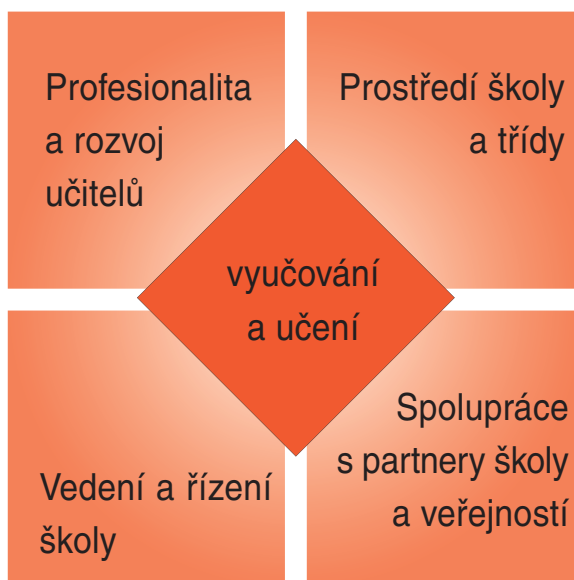 Profesionalita
a rozvoj
učitelů
Prostředí školy
a třídy
vyučování
a učení
Vedení a řízení
školy
Spolupráce
s partnery školy
a veřejností